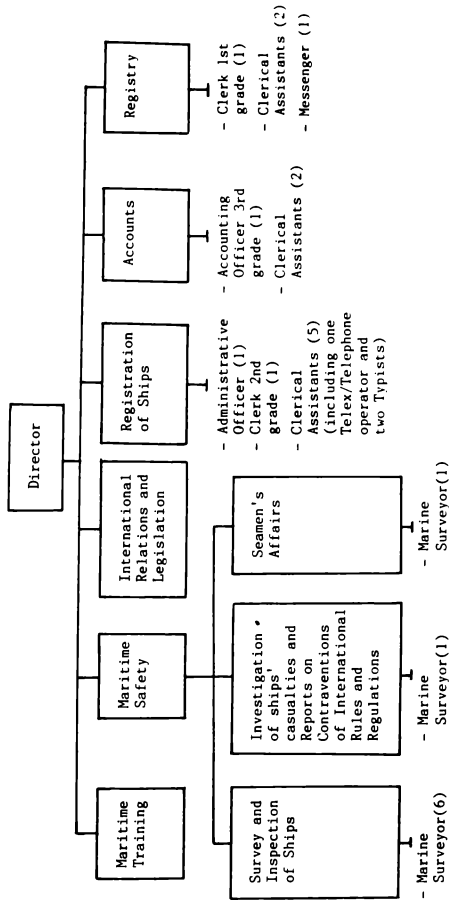 Director
Maritime
Training
Maritime
Safety
International
Relations and
Legislation
Registration
of Ships
Accounts
Registry
- Administrative
Officer (1)
- Clerk 2nd
grade (1)
- Clerical
Assistants (5)
(including one
Telex/Telephone
operator and
two Typists)
- Accounting
Officer 3rd
grade (1)
- Clerical
Assistants (2)
- Clerk 1st
grade (1)
- Clerical
Assistants (2)
- Messenger (1)
Survey and
Inspection
of Ships
Investigation
of ships'
casualties and
Reports on
Contraventions
of International
Rules and
Regulations
Seamen's
Affairs
- Marine
Surveyor(6)
- Marine
Surveyor(1)
- Marine
Surveyor(1)